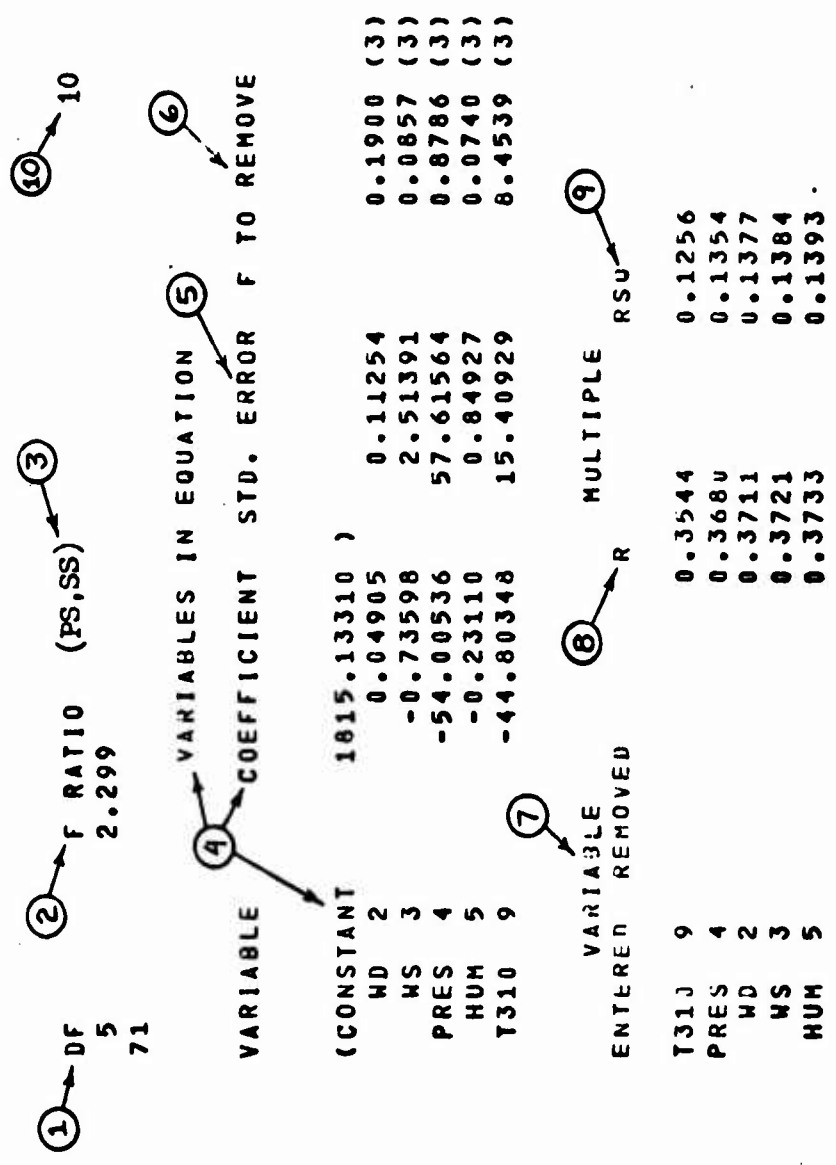 ① DF ② F RATIO (PS,SS) ③ ⑩ 10
5 2.299
71
④ VARIABLES IN EQUATION ⑤ ⑥
VARIABLE COEFFICIENT STD. ERROR F TO REMOVE
(CONSTANT 1815.13310 )
WD 2 0.04905 0.11254 0.1900 (3)
WS 3 -0.73598 2.51391 0.0857 (3)
PRES 4 -54.00536 57.61564 0.8786 (3)
HUM 5 -0.23110 0.84927 0.0740 (3)
T310 9 -44.80348 15.40929 8.4539 (3)
⑦ ⑧ ⑨
VARIABLE MULTIPLE
ENTERED REMOVED R RSU
T310 9 0.3544 0.1256
PRES 4 0.3680 0.1354
WD 2 0.3711 0.1377
WS 3 0.3721 0.1384
HUM 5 0.3733 0.1393